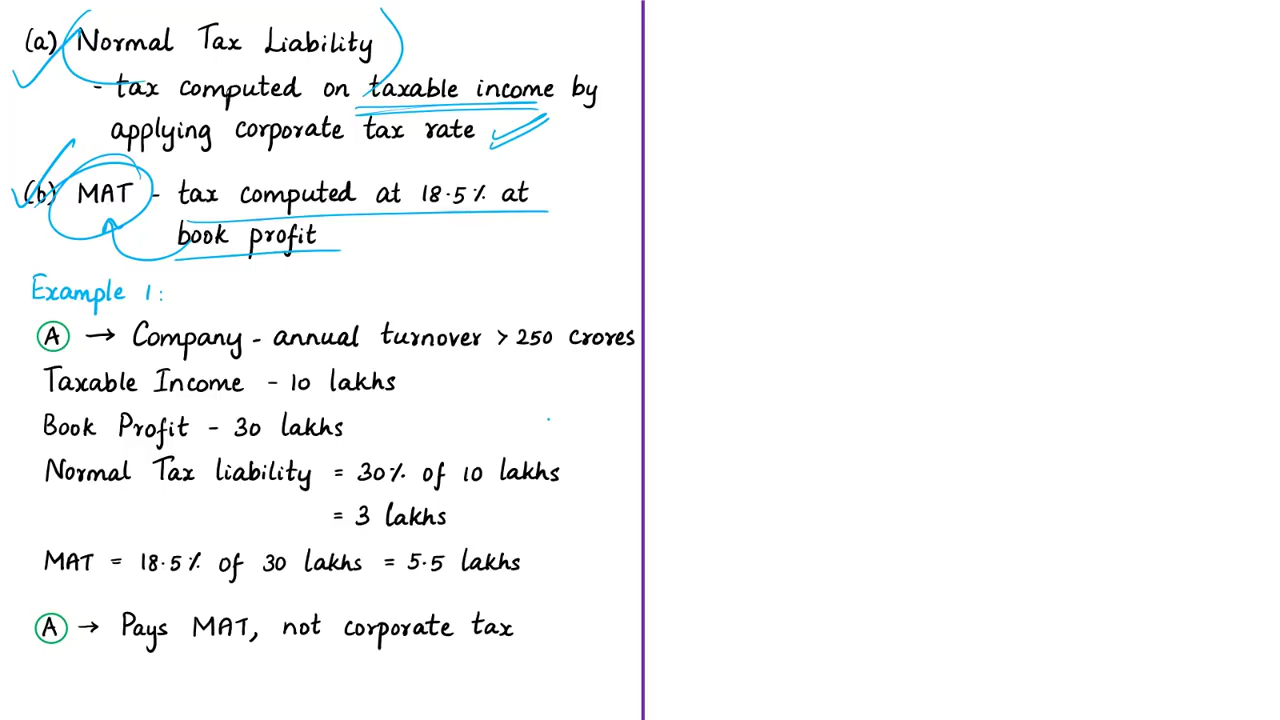 (a) Normal Tax Liability
- tax computed on taxable income by
applying corporate tax rate
(b) MAT - tax computed at 18.5% at
book profit
Example 1:
A → Company - annual turnover > 250 crores
Taxable Income - 10 lakhs
Book Profit - 30 lakhs
Normal Tax liability = 30% of 10 lakhs
= 3 lakhs
MAT = 18.5% of 30 lakhs = 5.5 lakhs
A → Pays MAT, not corporate tax